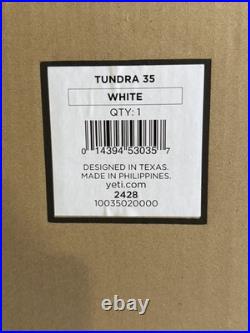 TUNDRA 35
WHITE
QTY: 1
0 14394 53035 7
DESIGNED IN TEXAS.
MADE IN PHILIPPINES.
yeti.com
2428
10035020000